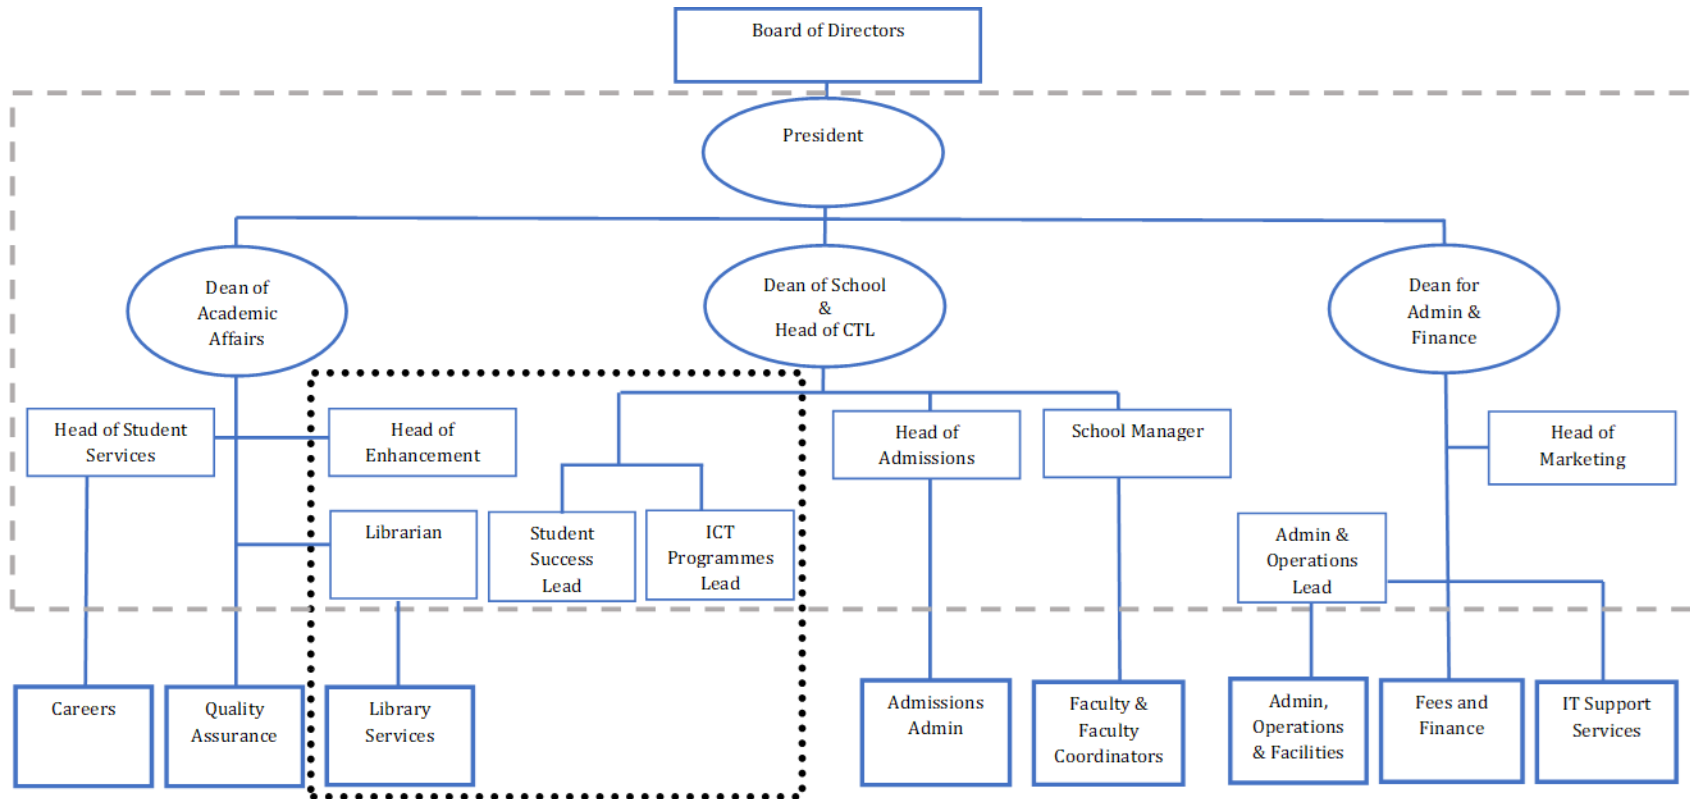 Board of Directors
President
Dean of
Academic
Affairs
Dean of School
&
Head of CTL
Dean for
Admin &
Finance
Head of Student
Services
Head of
Enhancement
Head of
Admissions
School Manager
Head of
Marketing
Librarian
Student
Success
Lead
ICT
Programmes
Lead
Admin &
Operations
Lead
Careers
Quality
Assurance
Library
Services
Admissions
Admin
Faculty &
Faculty
Coordinators
Admin,
Operations
& Facilities
Fees and
Finance
IT Support
Services